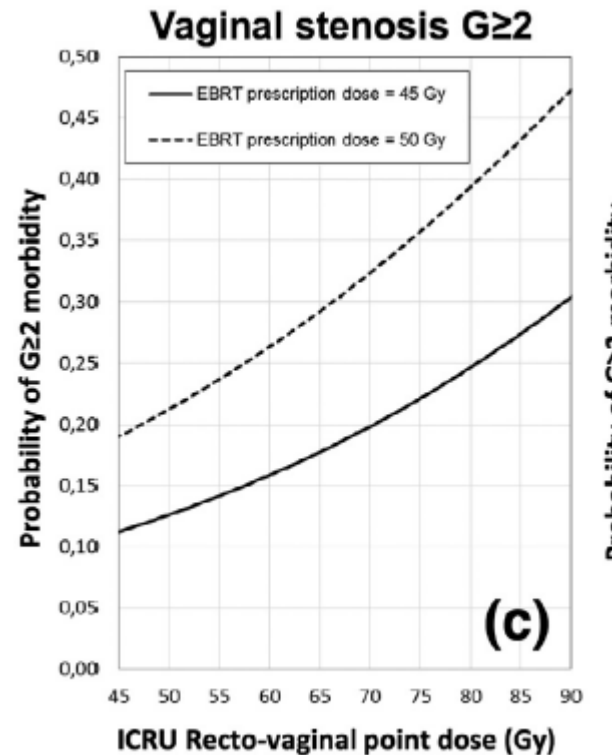 Vaginal stenosis G≥2
0,50
0,45
0,40
0,35
0,30
0,25
0,20
0,15
0,10
0,05
0,00
EBRT prescription dose = 45 Gy
EBRT prescription dose = 50 Gy
Probability of G≥2 morbidity
(c)
45 50 55 60 65 70 75 80 85 90
ICRU Recto-vaginal point dose (Gy)